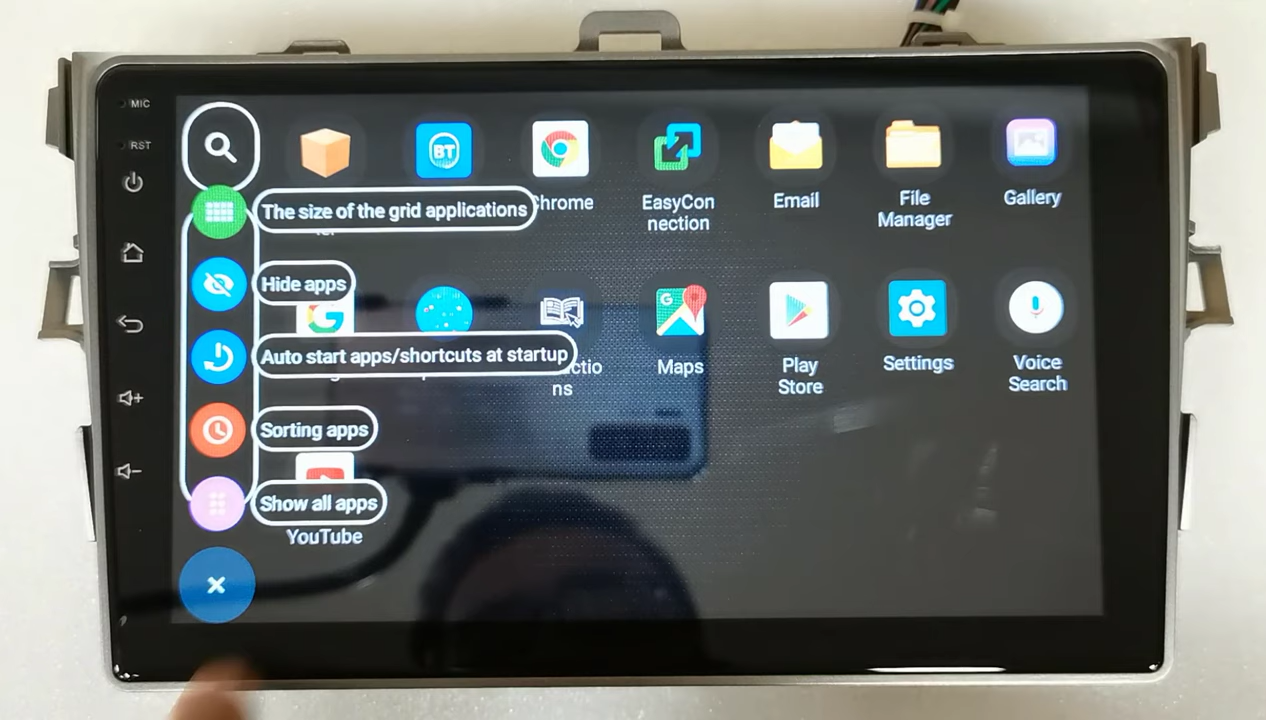 MIC
RST
BT
The size of the grid applications
Chrome
EasyCon
nection
Email
File
Manager
Gallery
Hide apps
G
G
Auto start apps/shortcuts at startup
ns
Maps
Play
Store
Settings
Voice
Search
Sorting apps
Show all apps
YouTube